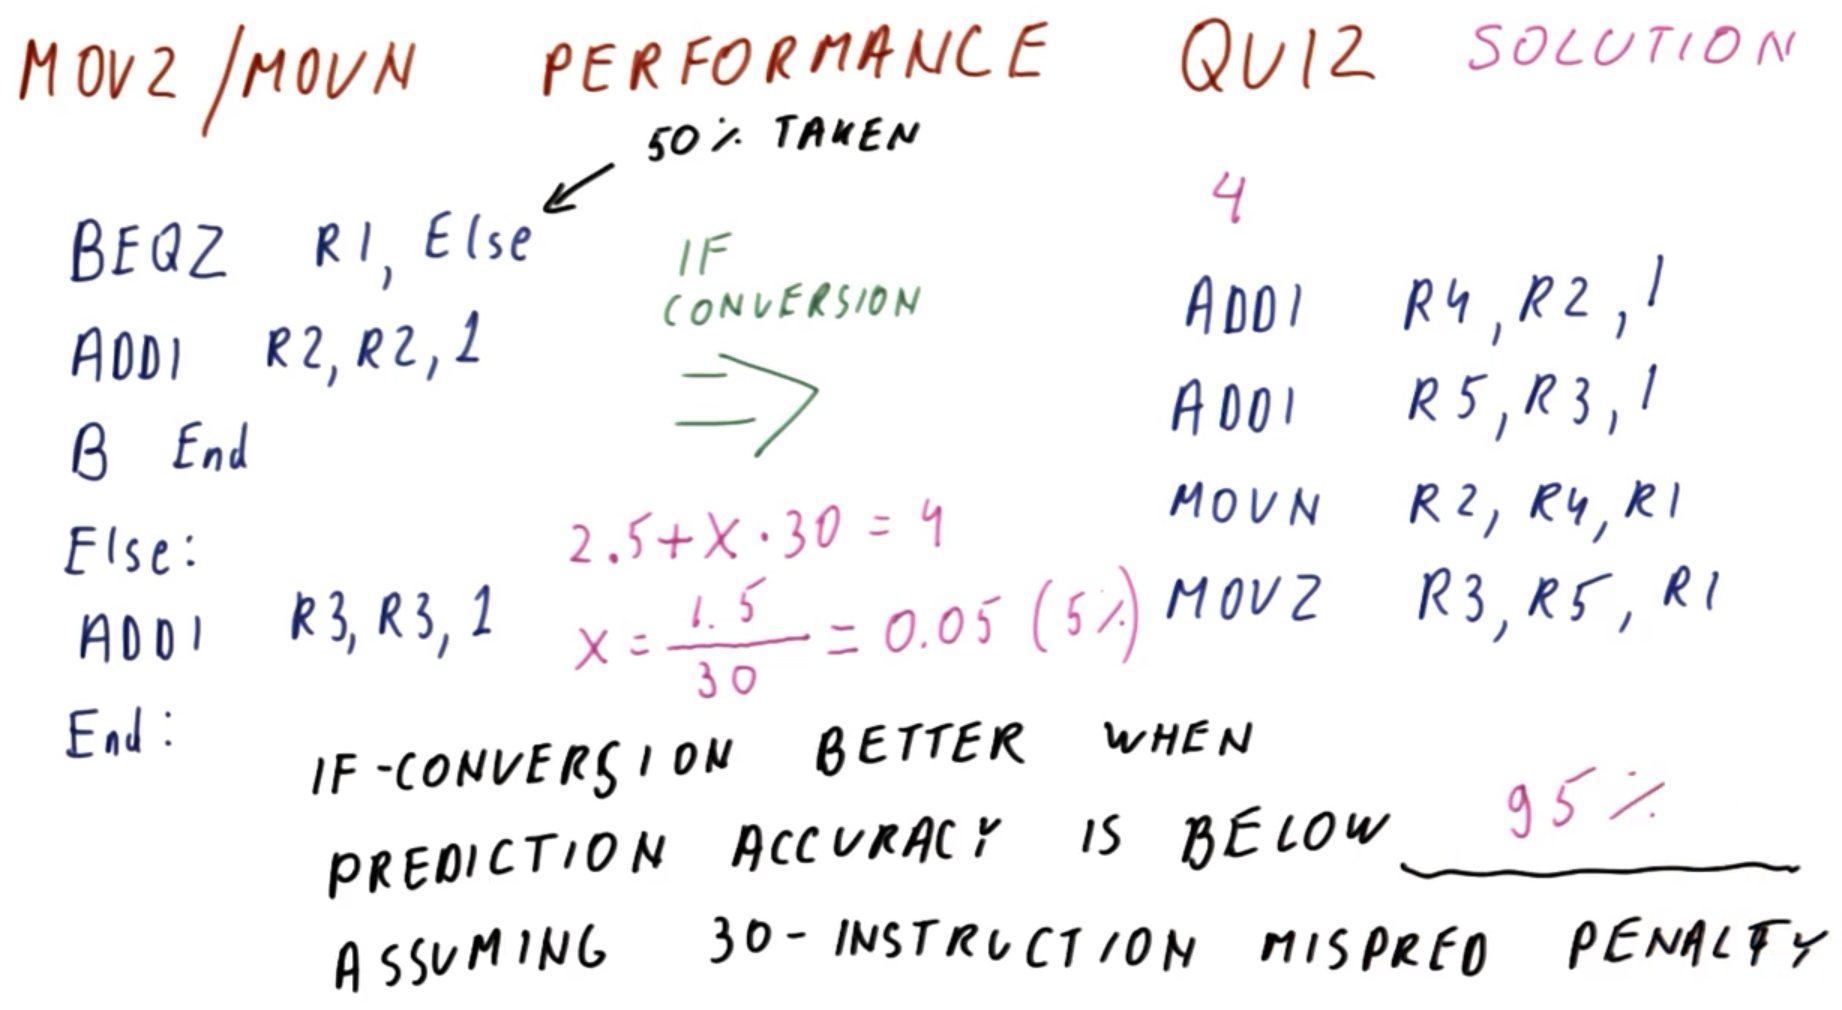 MOVZ/MOVN PERFORMANCE QUIZ SOLUTION
50% TAKEN
BEQZ R1, Else
ADDI R2, R2, 1
B End
Else:
ADDI R3, R3, 1
End:
IF
CONVERSION
4
ADDI R4, R2, 1
ADDI R5, R3, 1
MOVN R2, R4, R1
MOVZ R3, R5, R1
2.5 + X · 30 = 4
X = 1.5 / 30 = 0.05 (5%)
IF-CONVERSION BETTER WHEN
PREDICTION ACCURACY IS BELOW 95%
ASSUMING 30-INSTRUCTION MISPRED PENALTY